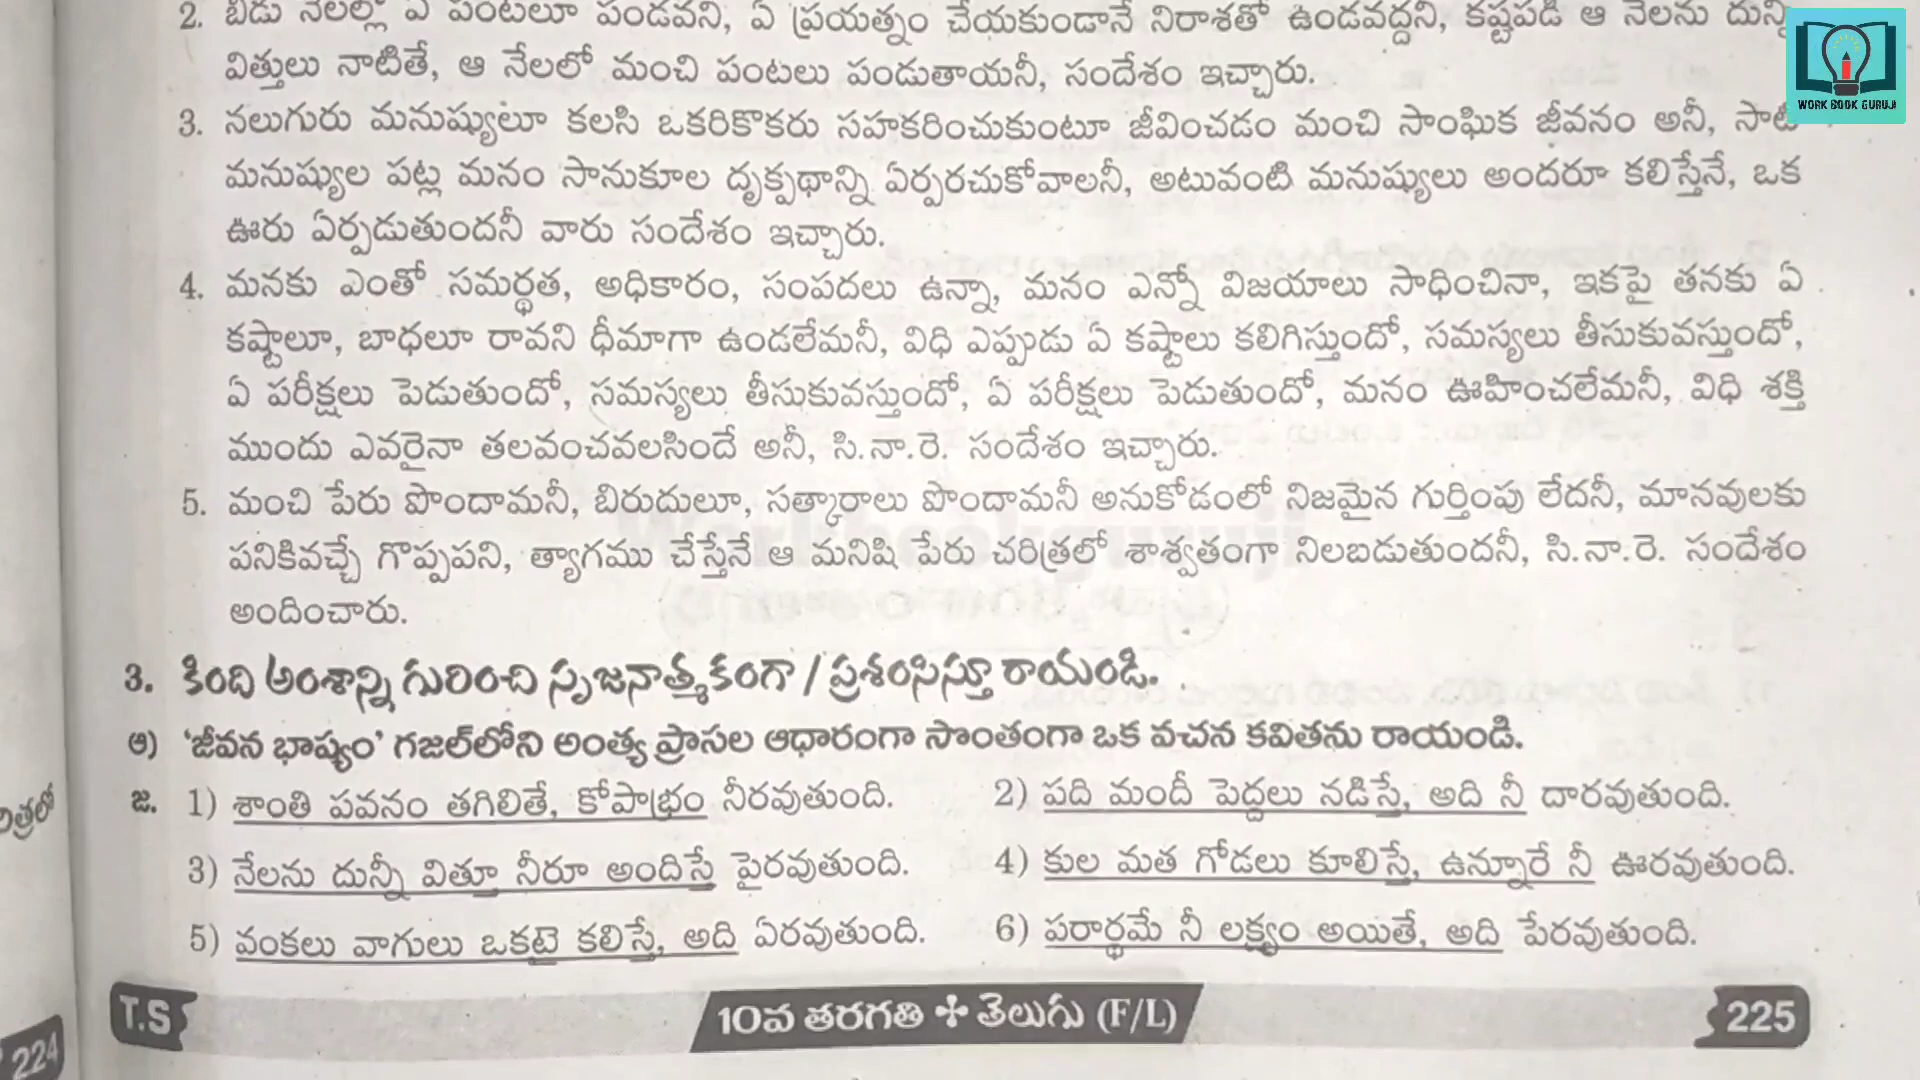 2. బీడు నేలల్లో ఏ పంటలూ పండవని, ఏ ప్రయత్నం చేయకుండానే నిరాశతో ఉండవద్దని, కష్టపడి ఆ నేలను దున్ని
విత్తులు నాటితే, ఆ నేలలో మంచి పంటలు పండుతాయనీ, సందేశం ఇచ్చారు.
WORK BOOK GURUJI
3. నలుగురు మనుష్యులూ కలసి ఒకరికొకరు సహకరించుకుంటూ జీవించడం మంచి సాంఘిక జీవనం అనీ, సాటి
మనుష్యుల పట్ల మనం సానుకూల దృక్పథాన్ని ఏర్పరచుకోవాలనీ, అటువంటి మనుష్యులు అందరూ కలిస్తేనే, ఒక
ఊరు ఏర్పడుతుందనీ వారు సందేశం ఇచ్చారు.
4. మనకు ఎంతో సమర్థత, అధికారం, సంపదలు ఉన్నా, మనం ఎన్నో విజయాలు సాధించినా, ఇకపై తనకు ఏ
కష్టాలూ, బాధలూ రావని ధీమాగా ఉండలేమనీ, విధి ఎప్పుడు ఏ కష్టాలు కలిగిస్తుందో, సమస్యలు తీసుకువస్తుందో,
ఏ పరీక్షలు పెడుతుందో, సమస్యలు తీసుకువస్తుందో, ఏ పరీక్షలు పెడుతుందో, మనం ఊహించలేమనీ, విధి శక్తి
ముందు ఎవరైనా తలవంచవలసిందే అనీ, సి.నా.రె. సందేశం ఇచ్చారు.
5. మంచి పేరు పొందామనీ, బిరుదులూ, సత్కారాలు పొందామనీ అనుకోడంలో నిజమైన గుర్తింపు లేదనీ, మానవులకు
పనికివచ్చే గొప్పపని, త్యాగము చేస్తేనే ఆ మనిషి పేరు చరిత్రలో శాశ్వతంగా నిలబడుతుందనీ, సి.నా.రె. సందేశం
అందించారు.
3. కింది అంశాన్ని గురించి సృజనాత్మకంగా / ప్రశంసిస్తూ రాయండి.
ఆ) 'జీవన భాష్యం' గజల్‌లోని అంత్య ప్రాసల ఆధారంగా సొంతంగా ఒక వచన కవితను రాయండి.
జ. 1) శాంతి పవనం తగిలితే, కోపాభ్రం నీరవుతుంది. 2) పది మందీ పెద్దలు నడిస్తే, అది నీ దారవుతుంది.
3) నేలను దున్నీ విత్తూ నీరూ అందిస్తే పైరవుతుంది. 4) కుల మత గోడలు కూలిస్తే, ఉన్నూరే నీ ఊరవుతుంది.
5) వంకలు వాగులు ఒకటై కలిస్తే, అది ఏరవుతుంది. 6) పరార్థమే నీ లక్ష్యం అయితే, అది పేరవుతుంది.
T.S 10వ తరగతి ✢ తెలుగు (F/L) 225
224